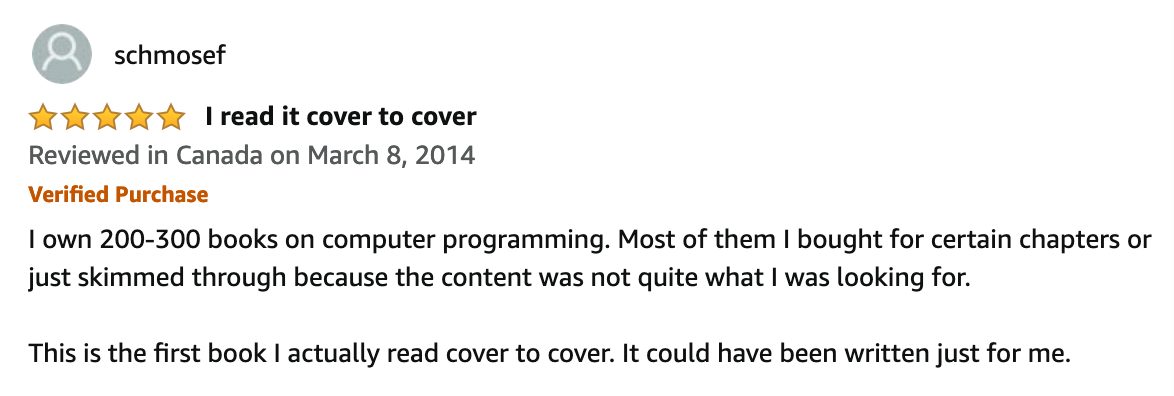 schmosef
I read it cover to cover
Reviewed in Canada on March 8, 2014
Verified Purchase
I own 200-300 books on computer programming. Most of them I bought for certain chapters or
just skimmed through because the content was not quite what I was looking for.
This is the first book I actually read cover to cover. It could have been written just for me.